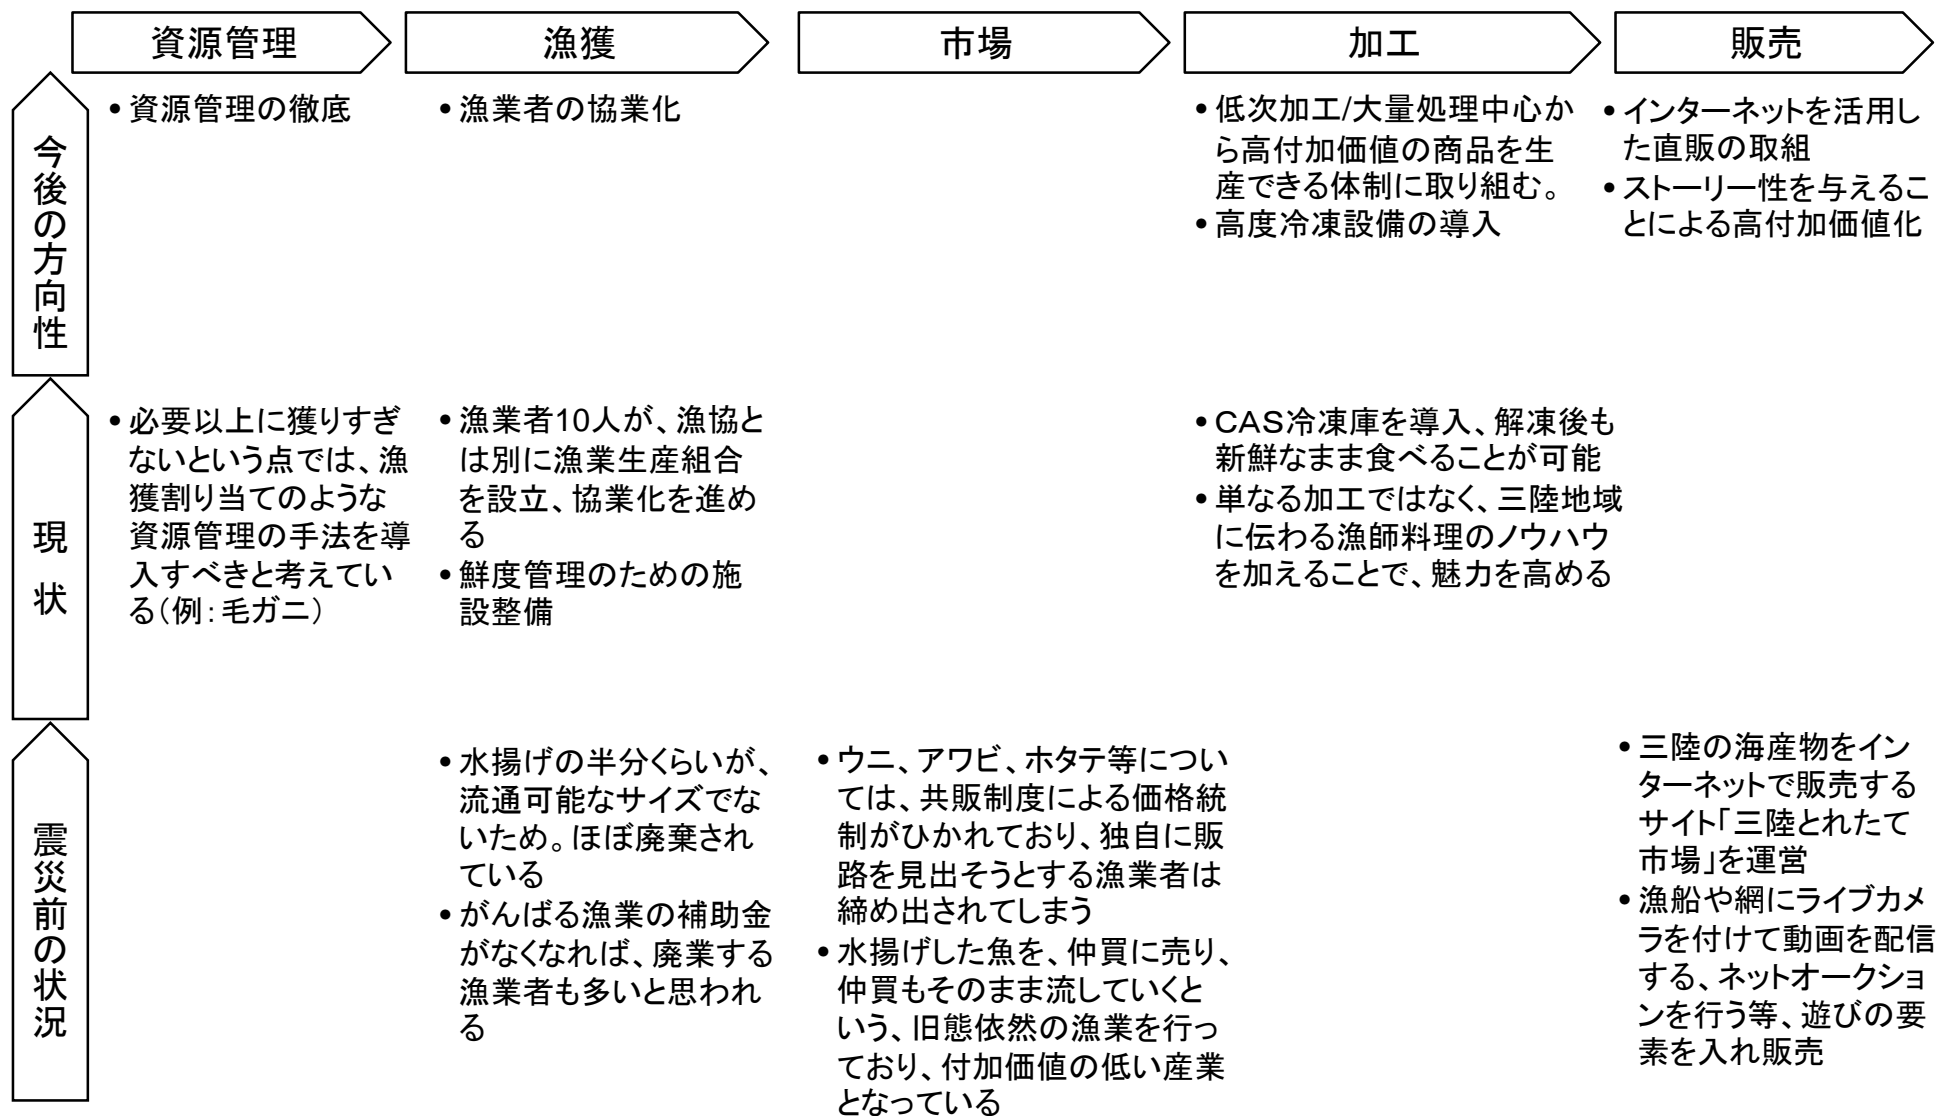 資源管理
漁獲
市場
加工
販売
今後の方向性
• 資源管理の徹底
• 漁業者の協業化
• 低次加工/大量処理中心か
ら高付加価値の商品を生
産できる体制に取り組む。
• 高度冷凍設備の導入
• インターネットを活用し
た直販の取組
• ストーリー性を与えるこ
とによる高付加価値化
現状
• 必要以上に獲りすぎ
ないという点では、漁
獲割り当てのような
資源管理の手法を導
入すべきと考えてい
る(例：毛ガニ)
• 漁業者10人が、漁協と
は別に漁業生産組合
を設立、協業化を進め
る
• 鮮度管理のための施
設整備
• CAS冷凍庫を導入、解凍後も
新鮮なまま食べることが可能
• 単なる加工ではなく、三陸地域
に伝わる漁師料理のノウハウ
を加えることで、魅力を高める
震災前の状況
• 水揚げの半分くらいが、
流通可能なサイズでな
いため。ほぼ廃棄され
ている
• がんばる漁業の補助金
がなくなれば、廃業する
漁業者も多いと思われ
る
• ウニ、アワビ、ホタテ等につい
ては、共販制度による価格統
制がひかれており、独自に販
路を見出そうとする漁業者は
締め出されてしまう
• 水揚げした魚を、仲買に売り、
仲買もそのまま流していくと
いう、旧態依然の漁業を行っ
ており、付加価値の低い産業
となっている
• 三陸の海産物をイン
ターネットで販売する
サイト「三陸とれたて
市場」を運営
• 漁船や網にライブカメ
ラを付けて動画を配信
する、ネットオークショ
ンを行う等、遊びの要
素を入れ販売